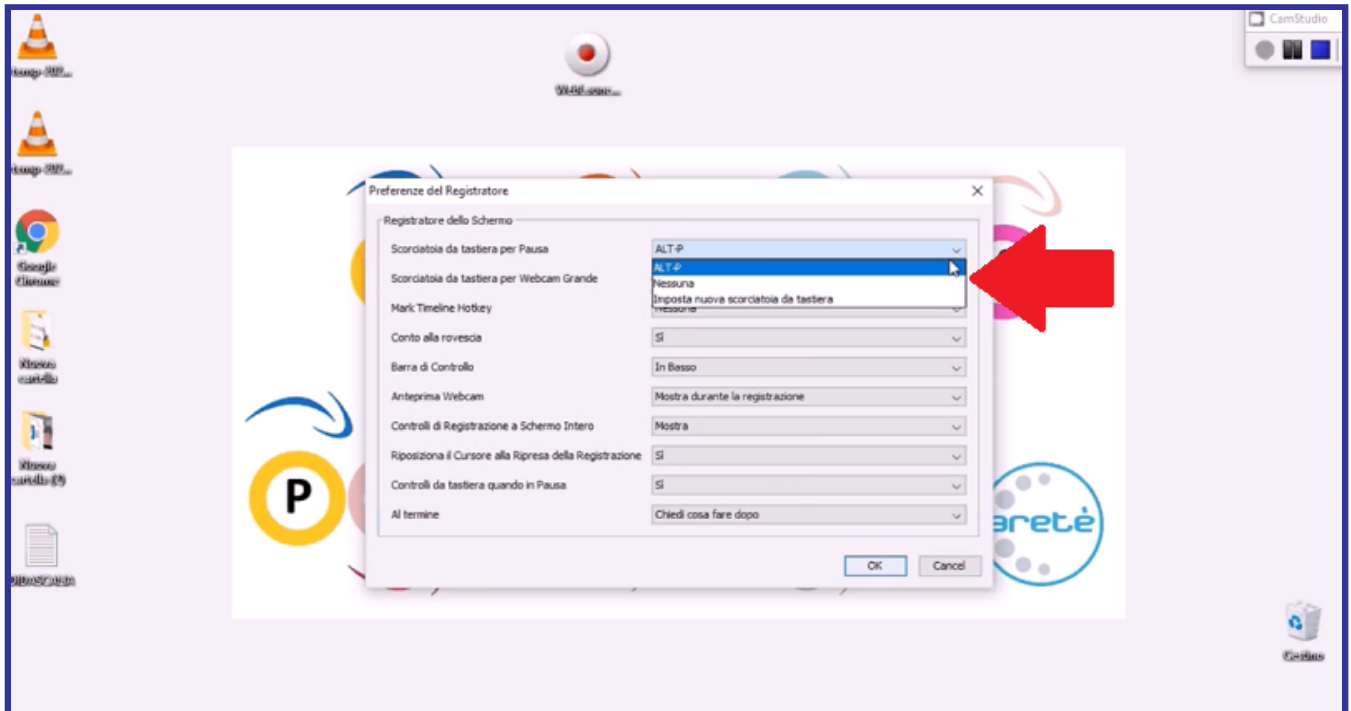 CamStudio
Google
Chrome
Nuova
cartella
Nuova
cartella (2)
Cestino
Preferenze del Registratore
Registratore dello Schermo
Scorciatoia da tastiera per Pausa ALT-P
ALT-P
Scorciatoia da tastiera per Webcam Grande
Nessuna
Imposta nuova scorciatoia da tastiera
Mark Timeline Hotkey Nessuna
Conto alla rovescia Sì
Barra di Controllo In Basso
Anteprima Webcam Mostra durante la registrazione
Controlli di Registrazione a Schermo Intero Mostra
Riposiziona il Cursore alla Ripresa della Registrazione Sì
Controlli da tastiera quando in Pausa Sì
Al termine Chiedi cosa fare dopo
OK Cancel
P
aretè